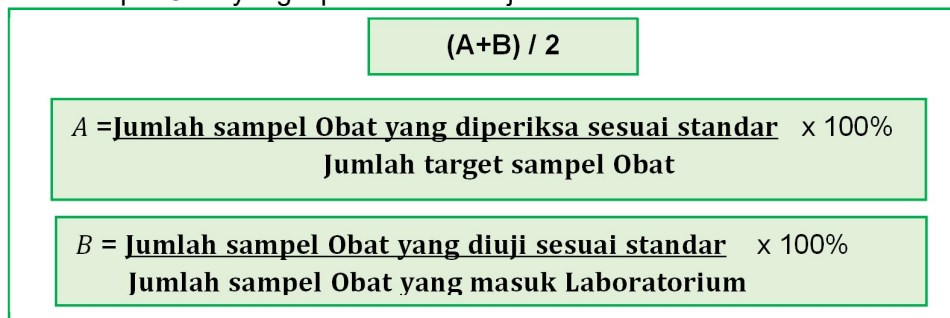 (A+B) / 2
A =Jumlah sampel Obat yang diperiksa sesuai standar x 100%
Jumlah target sampel Obat
B = Jumlah sampel Obat yang diuji sesuai standar x 100%
Jumlah sampel Obat yang masuk Laboratorium